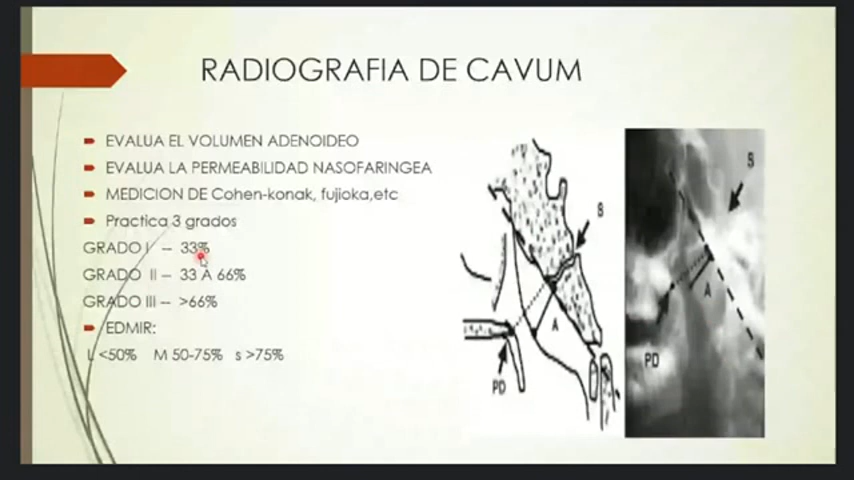 RADIOGRAFIA DE CAVUM
EVALUA EL VOLUMEN ADENOIDEO
EVALUA LA PERMEABILIDAD NASOFARINGEA
MEDICION DE Cohen-konak, fujioka,etc
Practica 3 grados
GRADO I -- 33%
GRADO II – 33 A 66%
GRADO III – >66%
EDMIR:
L <50% M 50-75% s >75%
S
A
PD
S
A
PD